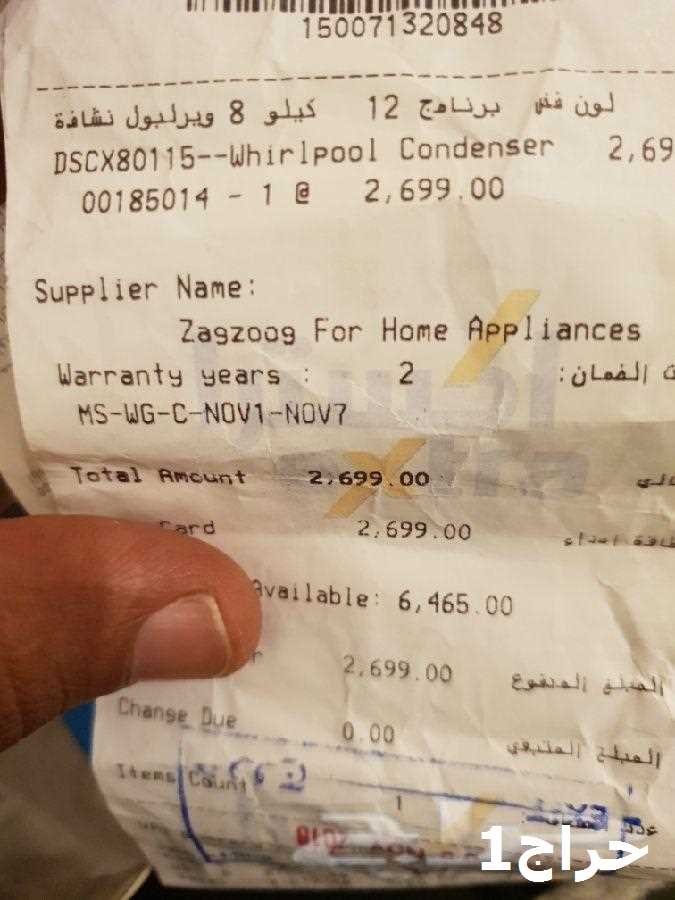 150071320848
نشافة ويرلبول 8 كيلو 12 برنامج فض لون
DSCX80115--Whirlpool Condenser 2,69
00185014 - 1 @ 2,699.00
Supplier Name:
Zagzoog For Home Appliances
Warranty years : 2 الضمان:
MS-WG-C-NOV1-NOV7
Total Amount 2,699.00
Card 2,699.00
Available: 6,465.00
2,699.00 المبلغ المدفوع
Change Due 0.00 المبلغ المتبقي
Items Count 1 عدد
حراج1